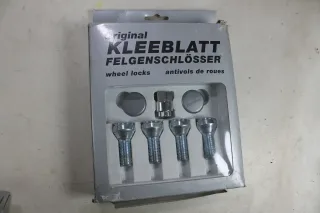 original
KLEEBLATT
FELGENSCHLÖSSER
wheel locks antivols de roues